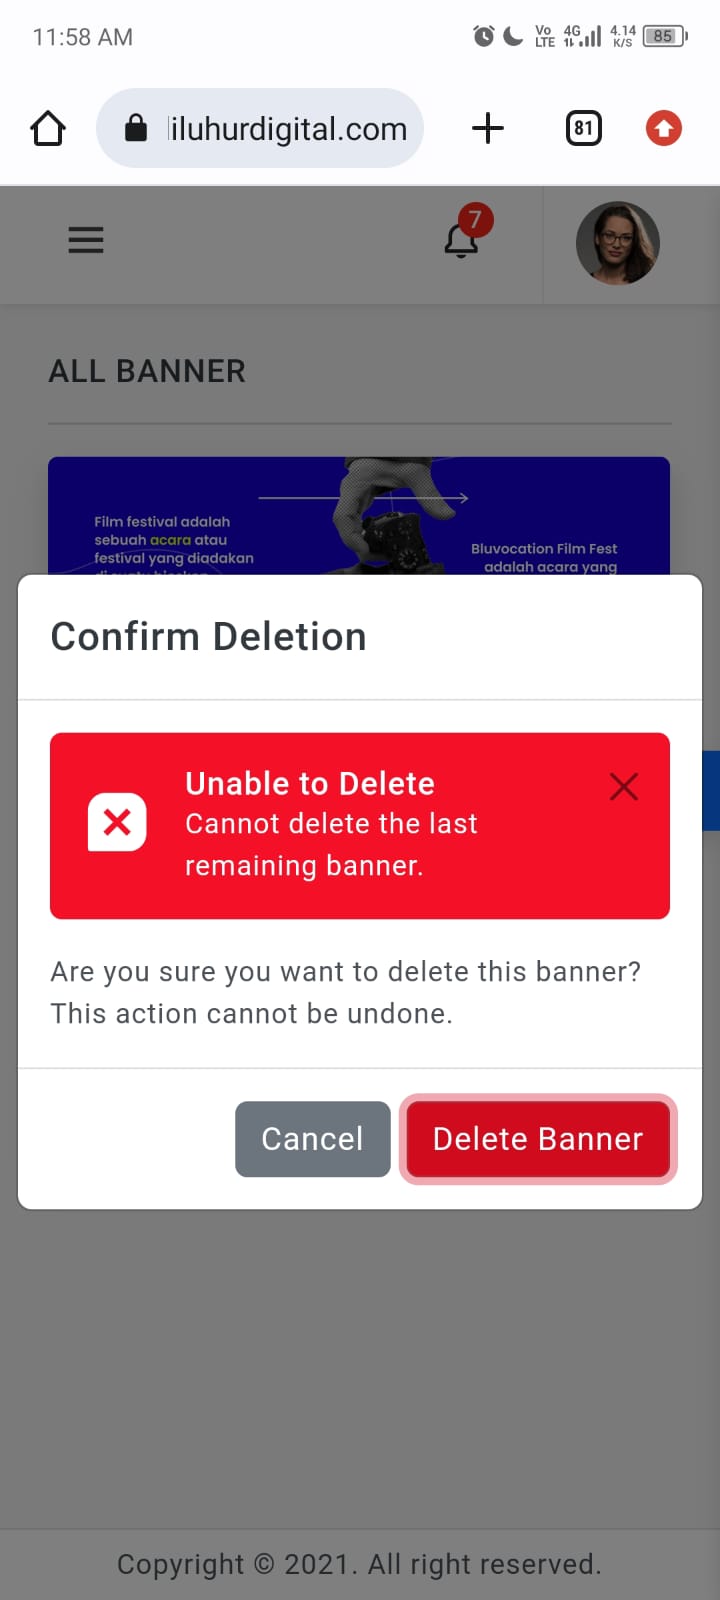 11:58 AM
Vo LTE 4G 4.14 K/S 85
iluhurdigital.com
81
7
ALL BANNER
Film festival adalah
sebuah acara atau
festival yang diadakan
Bluvocation Film Fest
adalah acara yang
Confirm Deletion
Unable to Delete
Cannot delete the last
remaining banner.
Are you sure you want to delete this banner?
This action cannot be undone.
Cancel
Delete Banner
Copyright © 2021. All right reserved.